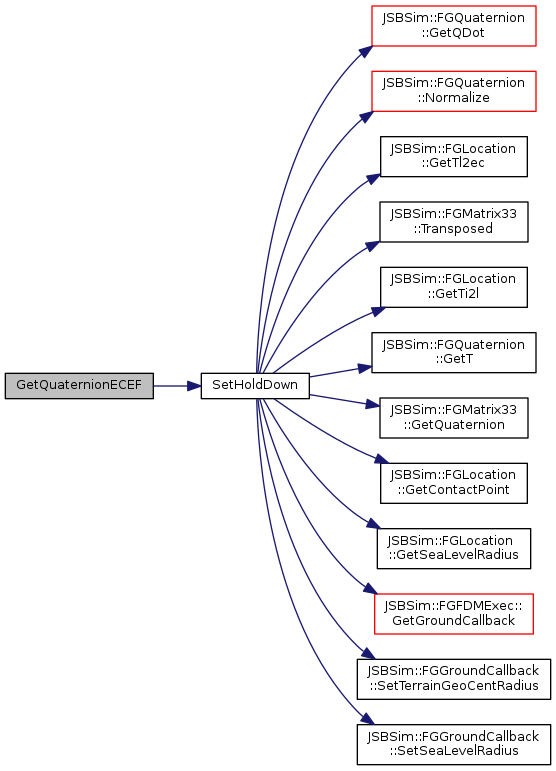 JSBSim::FGQuaternion
::GetQDot
JSBSim::FGQuaternion
::Normalize
JSBSim::FGLocation
::GetTl2ec
JSBSim::FGMatrix33
::Transposed
JSBSim::FGLocation
::GetTi2l
JSBSim::FGQuaternion
::GetT
GetQuaternionECEF
SetHoldDown
JSBSim::FGMatrix33
::GetQuaternion
JSBSim::FGLocation
::GetContactPoint
JSBSim::FGLocation
::GetSeaLevelRadius
JSBSim::FGFDMExec::
GetGroundCallback
JSBSim::FGGroundCallback
::SetTerrainGeoCentRadius
JSBSim::FGGroundCallback
::SetSeaLevelRadius